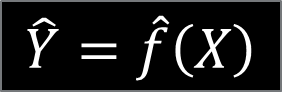 Ŷ = f̂(X)